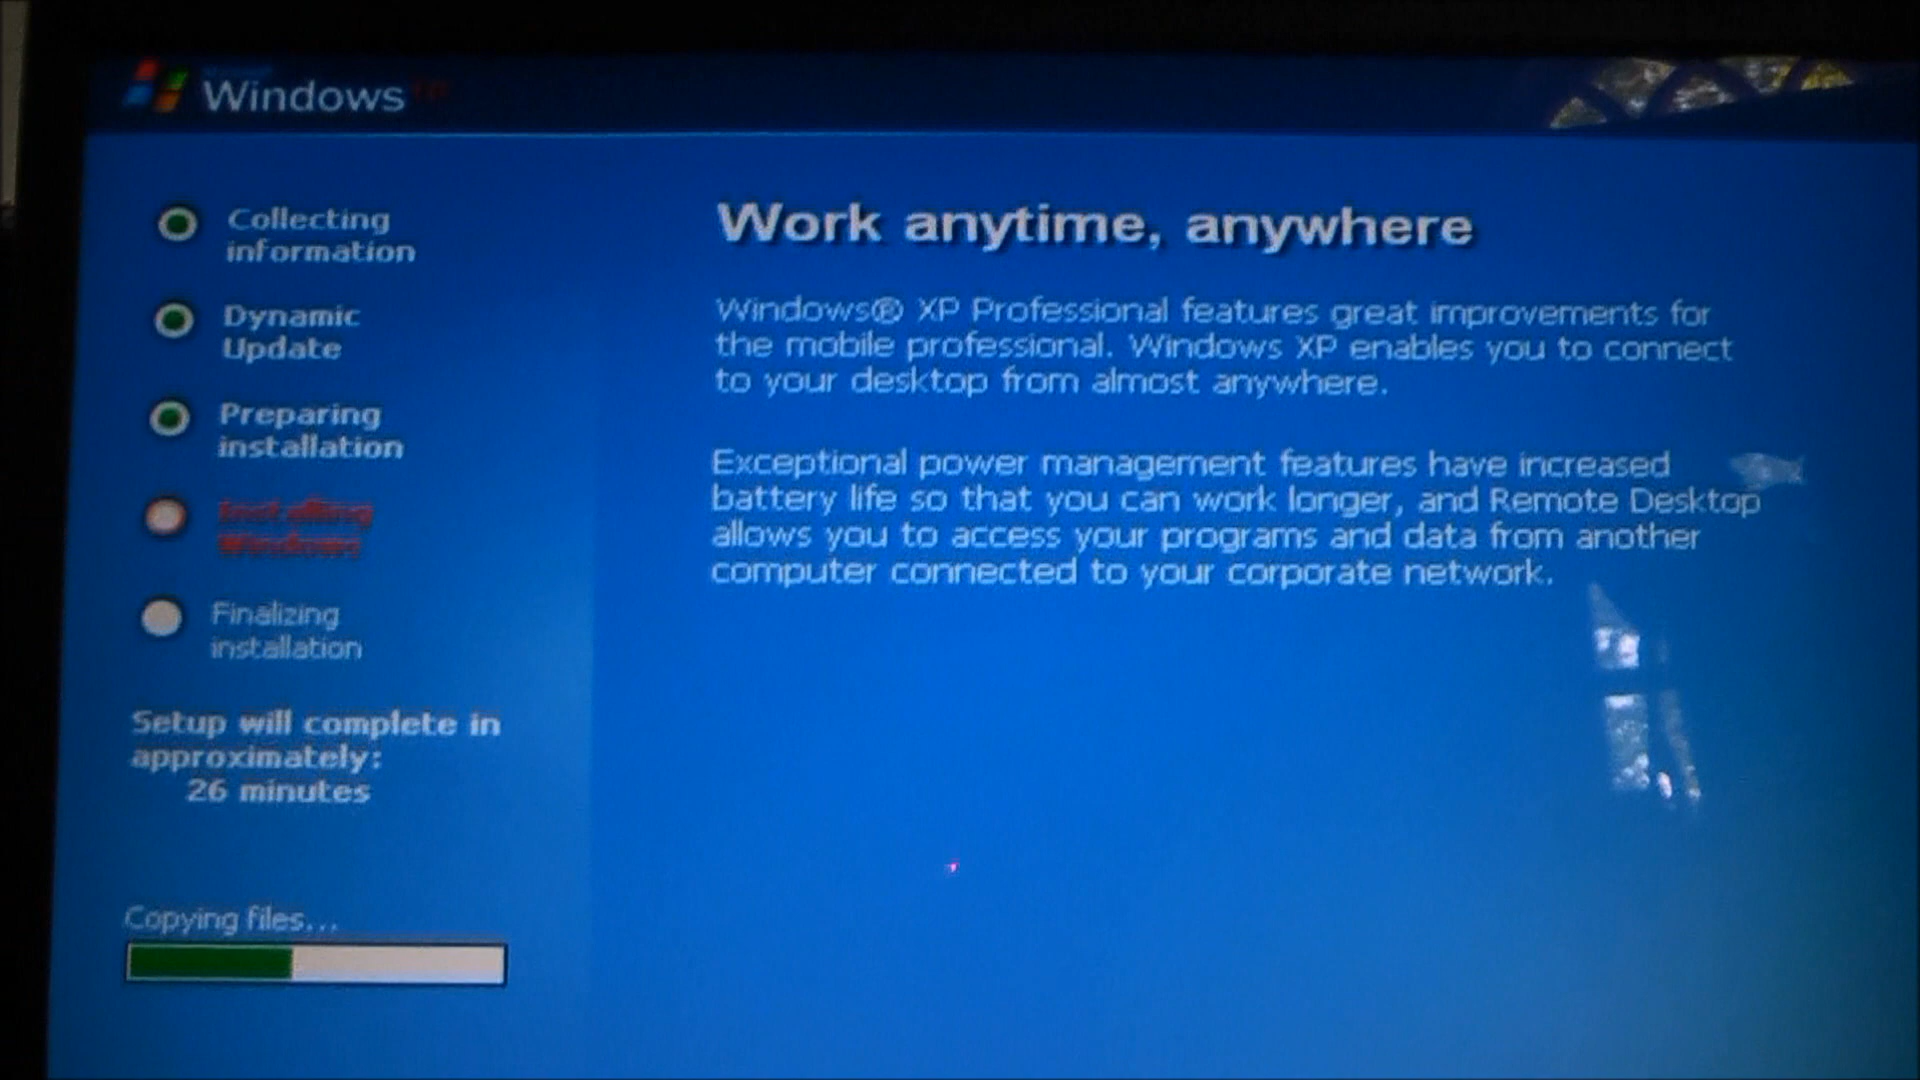 Windows XP
Collecting
information
Dynamic
Update
Preparing
installation
Installing
Windows
Finalizing
installation
Setup will complete in
approximately:
26 minutes
Copying files...
Work anytime, anywhere
Windows® XP Professional features great improvements for
the mobile professional. Windows XP enables you to connect
to your desktop from almost anywhere.
Exceptional power management features have increased
battery life so that you can work longer, and Remote Desktop
allows you to access your programs and data from another
computer connected to your corporate network.